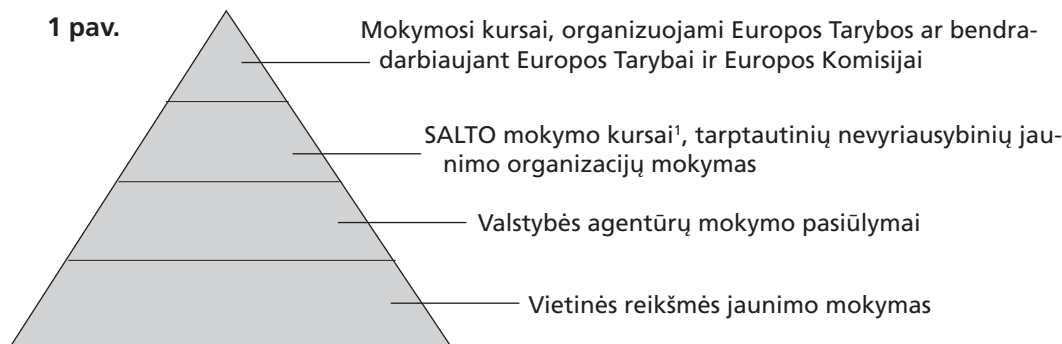 1 pav.
Mokymosi kursai, organizuojami Europos Tarybos ar bendra-
darbiaujant Europos Tarybai ir Europos Komisijai
SALTO mokymo kursai¹, tarptautinių nevyriausybinių jau-
nimo organizacijų mokymas
Valstybės agentūrų mokymo pasiūlymai
Vietinės reikšmės jaunimo mokymas